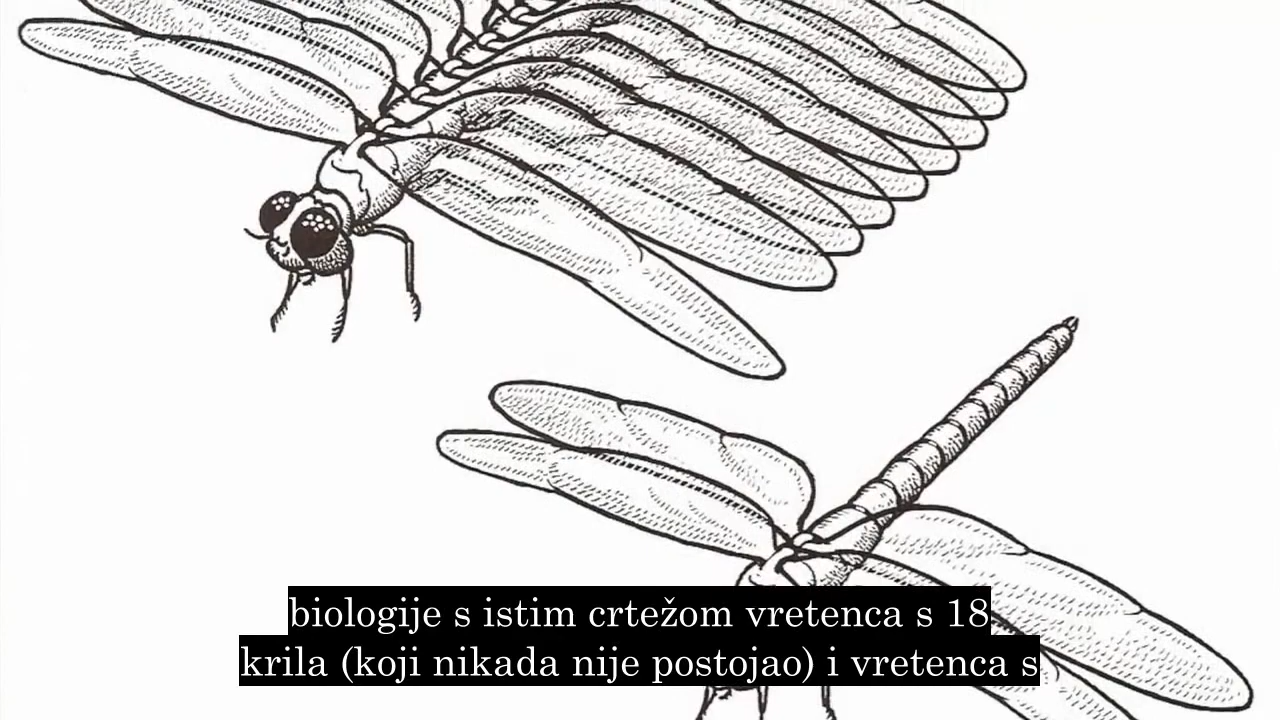 biologije s istim crtežom vretenca s 18
krila (koji nikada nije postojao) i vretenca s